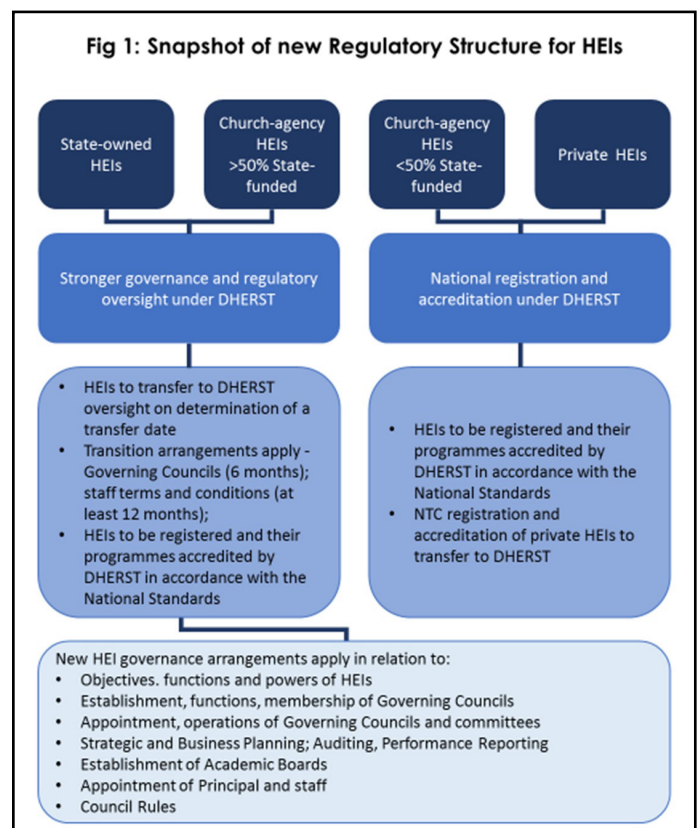 Fig 1: Snapshot of new Regulatory Structure for HEIs
State-owned
HEIs
Church-agency
HEIs
>50% State-
funded
Church-agency
HEIs
<50% State-
funded
Private HEIs
Stronger governance and regulatory
oversight under DHERST
National registration and
accreditation under DHERST
• HEIs to transfer to DHERST
oversight on determination of a
transfer date
• Transition arrangements apply -
Governing Councils (6 months);
staff terms and conditions (at
least 12 months);
• HEIs to be registered and their
programmes accredited by
DHERST in accordance with the
National Standards
• HEIs to be registered and their
programmes accredited by
DHERST in accordance with the
National Standards
• NTC registration and
accreditation of private HEIs to
transfer to DHERST
New HEI governance arrangements apply in relation to:
• Objectives. functions and powers of HEIs
• Establishment, functions, membership of Governing Councils
• Appointment, operations of Governing Councils and committees
• Strategic and Business Planning; Auditing, Performance Reporting
• Establishment of Academic Boards
• Appointment of Principal and staff
• Council Rules